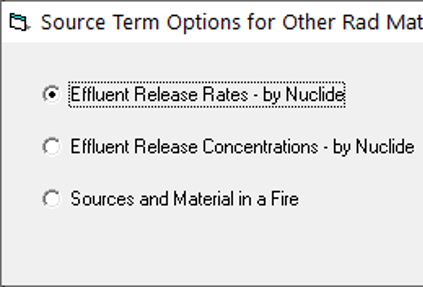 Source Term Options for Other Rad Mat
Effluent Release Rates - by Nuclide
Effluent Release Concentrations - by Nuclide
Sources and Material in a Fire